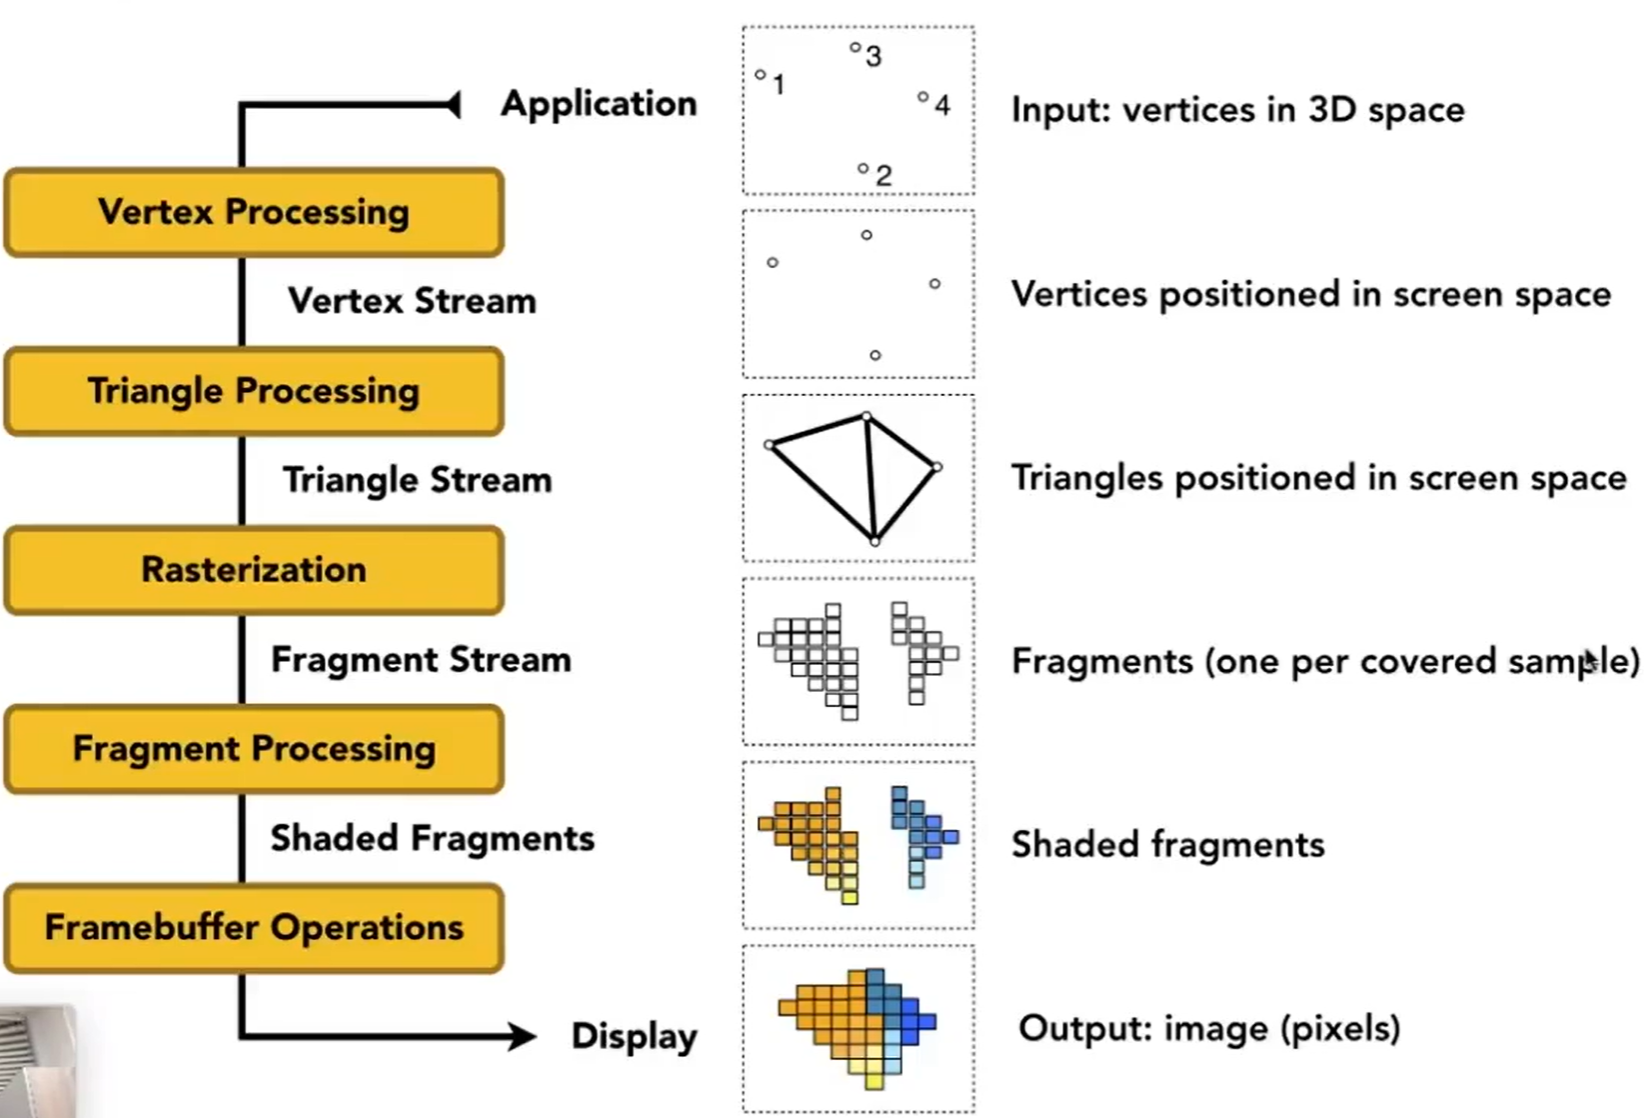 Application
3
1
4
2
Input: vertices in 3D space
Vertex Processing
Vertex Stream
Vertices positioned in screen space
Triangle Processing
Triangle Stream
Triangles positioned in screen space
Rasterization
Fragment Stream
Fragments (one per covered sample)
Fragment Processing
Shaded Fragments
Shaded fragments
Framebuffer Operations
Display
Output: image (pixels)